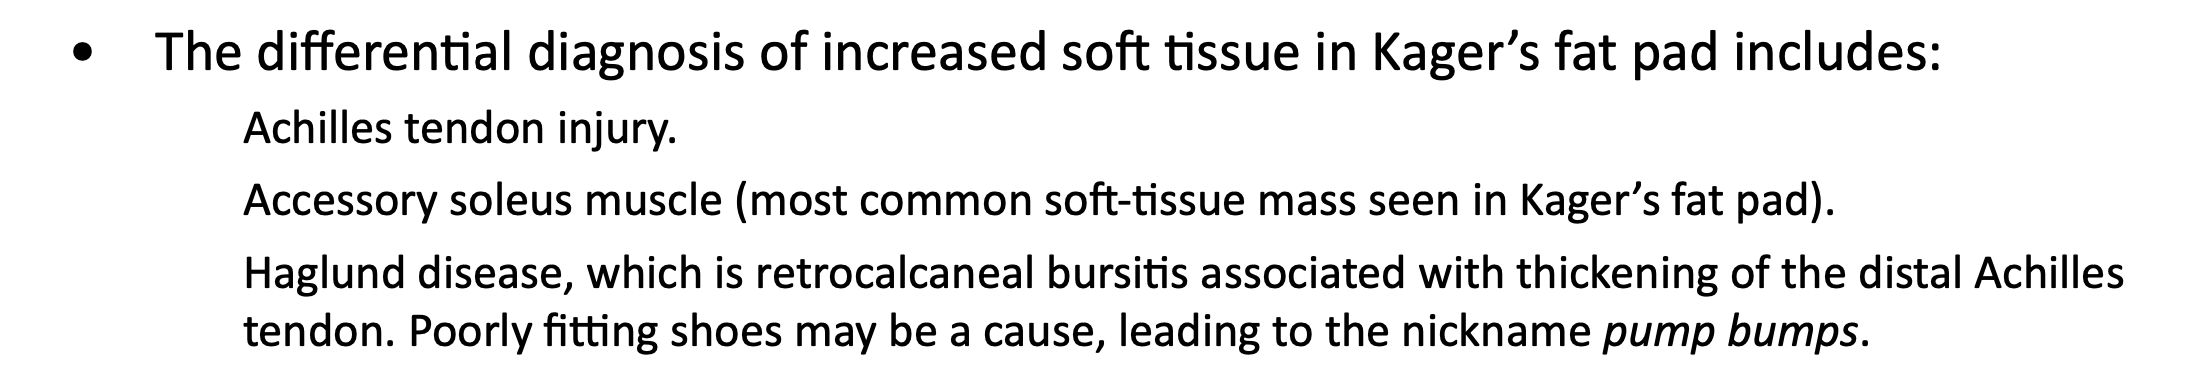 • The differential diagnosis of increased soft tissue in Kager’s fat pad includes:
Achilles tendon injury.
Accessory soleus muscle (most common soft-tissue mass seen in Kager’s fat pad).
Haglund disease, which is retrocalcaneal bursitis associated with thickening of the distal Achilles
tendon. Poorly fitting shoes may be a cause, leading to the nickname pump bumps.